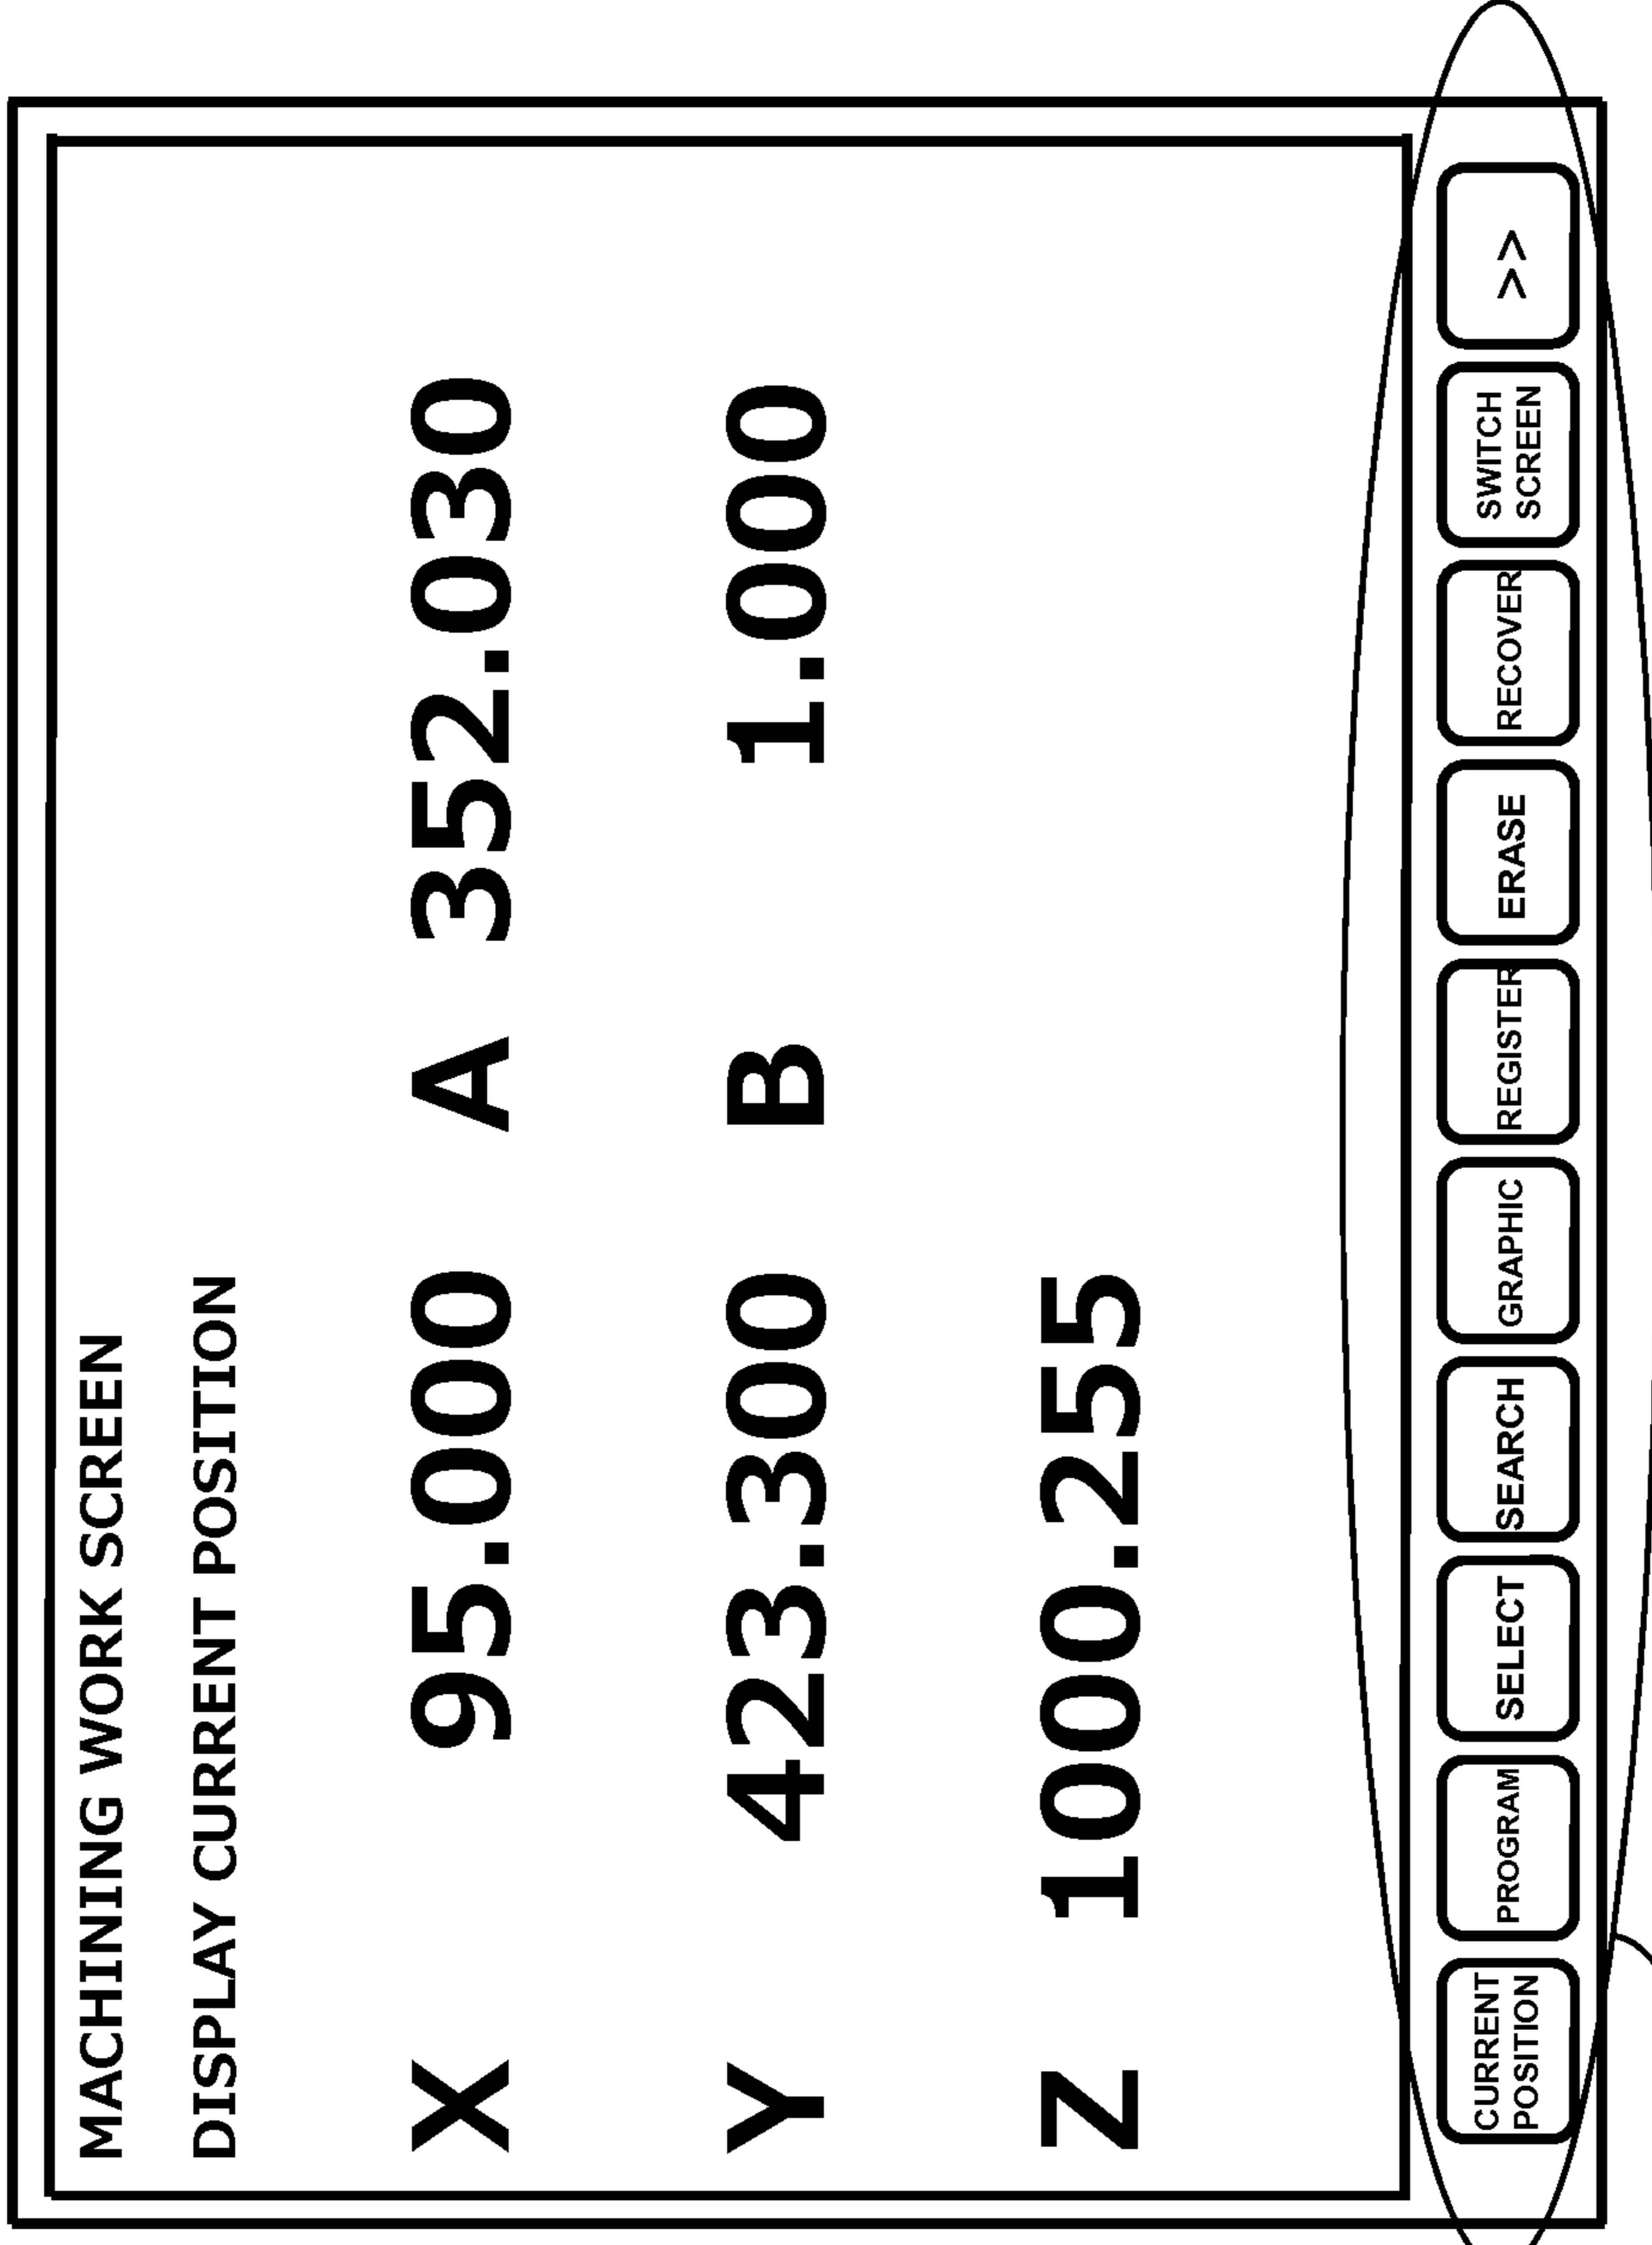 MACHINING WORK SCREEN
DISPLAY CURRENT POSITION
X 95.000 A 352.030
Y 423.300 B 1.000
Z 1000.255
CURRENT
POSITION
PROGRAM
SELECT
SEARCH
GRAPHIC
REGISTER
ERASE
RECOVER
SWITCH
SCREEN
>>